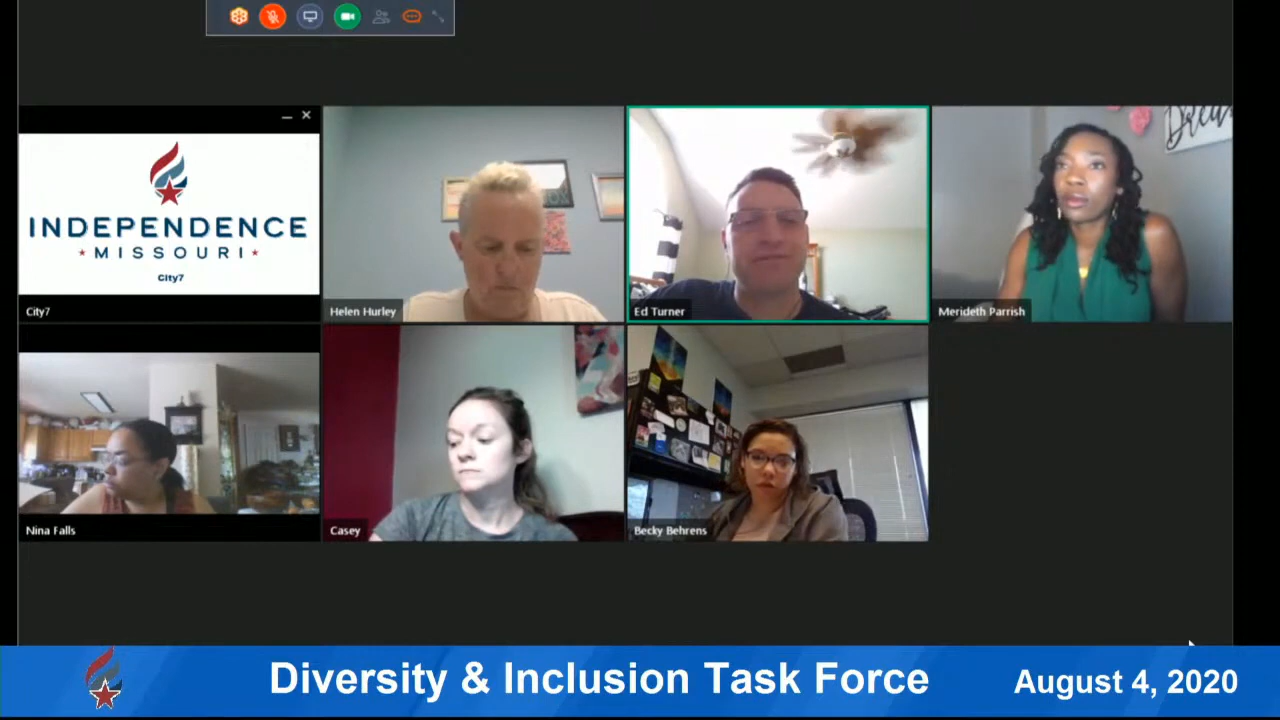 INDEPENDENCE
MISSOURI
City7
City7
Helen Hurley
Ed Turner
Merideth Parrish
Nina Falls
Casey
Becky Behrens
Diversity & Inclusion Task Force
August 4, 2020